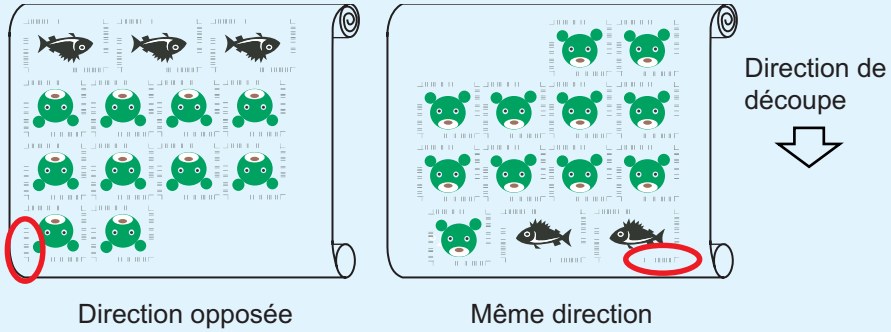 Direction de
découpe
Direction opposée
Même direction